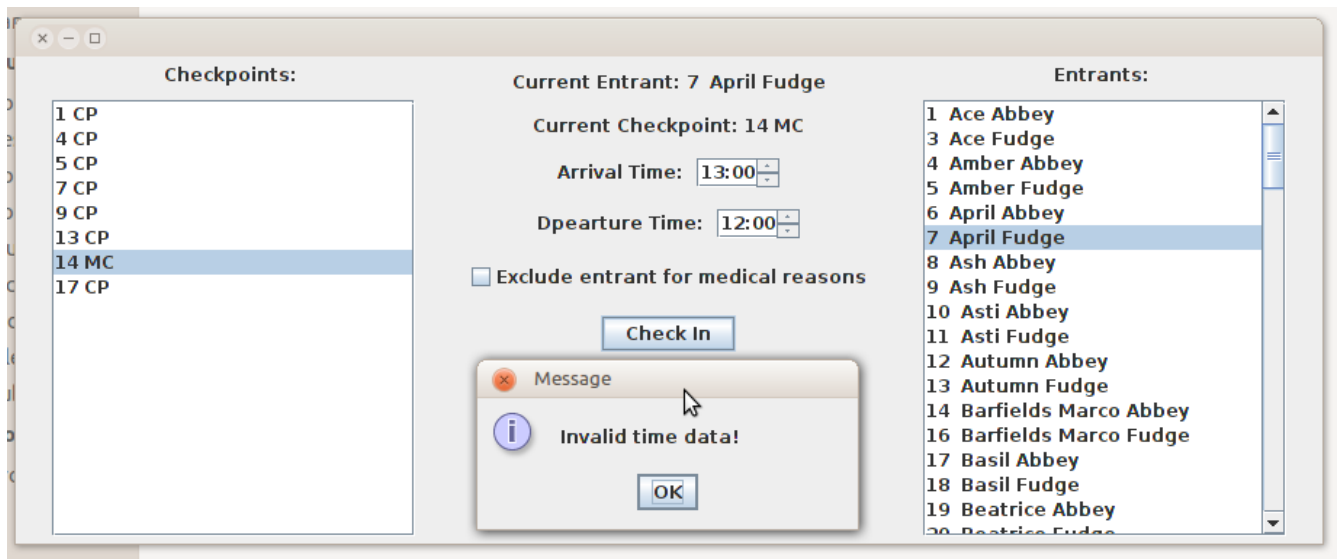 Checkpoints:
1 CP
4 CP
5 CP
7 CP
9 CP
13 CP
14 MC
17 CP
Current Entrant: 7 April Fudge
Current Checkpoint: 14 MC
Arrival Time: 13:00
Dpearture Time: 12:00
Exclude entrant for medical reasons
Check In
Message
Invalid time data!
OK
Entrants:
1 Ace Abbey
3 Ace Fudge
4 Amber Abbey
5 Amber Fudge
6 April Abbey
7 April Fudge
8 Ash Abbey
9 Ash Fudge
10 Asti Abbey
11 Asti Fudge
12 Autumn Abbey
13 Autumn Fudge
14 Barfields Marco Abbey
16 Barfields Marco Fudge
17 Basil Abbey
18 Basil Fudge
19 Beatrice Abbey
20 Beatrice Fudge